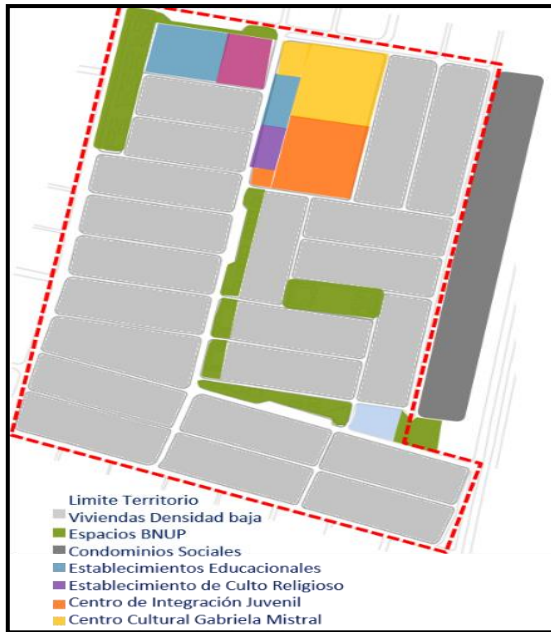 Limite Territorio
Viviendas Densidad baja
Espacios BNUP
Condominios Sociales
Establecimientos Educacionales
Establecimiento de Culto Religioso
Centro de Integración Juvenil
Centro Cultural Gabriela Mistral